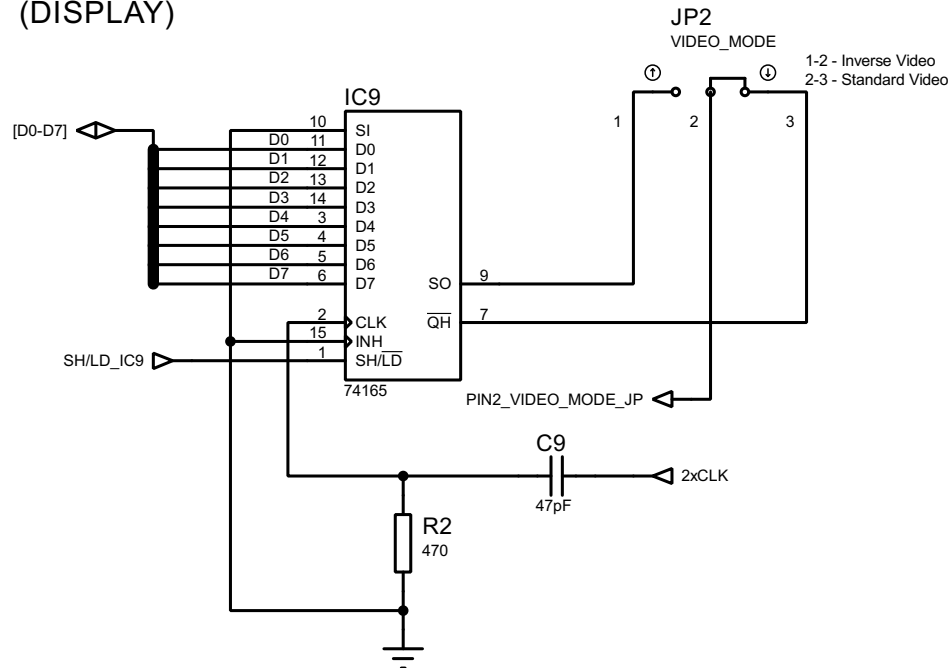 (DISPLAY)
JP2
VIDEO_MODE
1-2 - Inverse Video
2-3 - Standard Video
1
2
3
IC9
[D0-D7]
10 SI
D0 11 D0
D1 12 D1
D2 13 D2
D3 14 D3
D4 3 D4
D5 4 D5
D6 5 D6
D7 6 D7
SO 9
2 CLK
QH 7
15 INH
SH/LD_IC9
1 SH/LD
74165
PIN2_VIDEO_MODE_JP
C9
2xCLK
47pF
R2
470